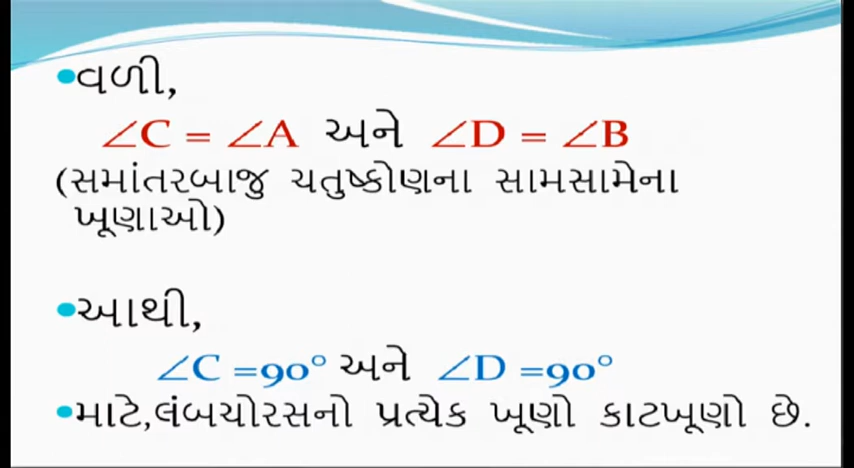 •વળી,
∠C = ∠A અને ∠D = ∠B
(સમાંતરબાજુ ચતુષ્કોણના સામસામેના
ખૂણાઓ)
•આથી,
∠C =90° અને ∠D =90°
•માટે,લંબચોરસનો પ્રત્યેક ખૂણો કાટખૂણો છે.